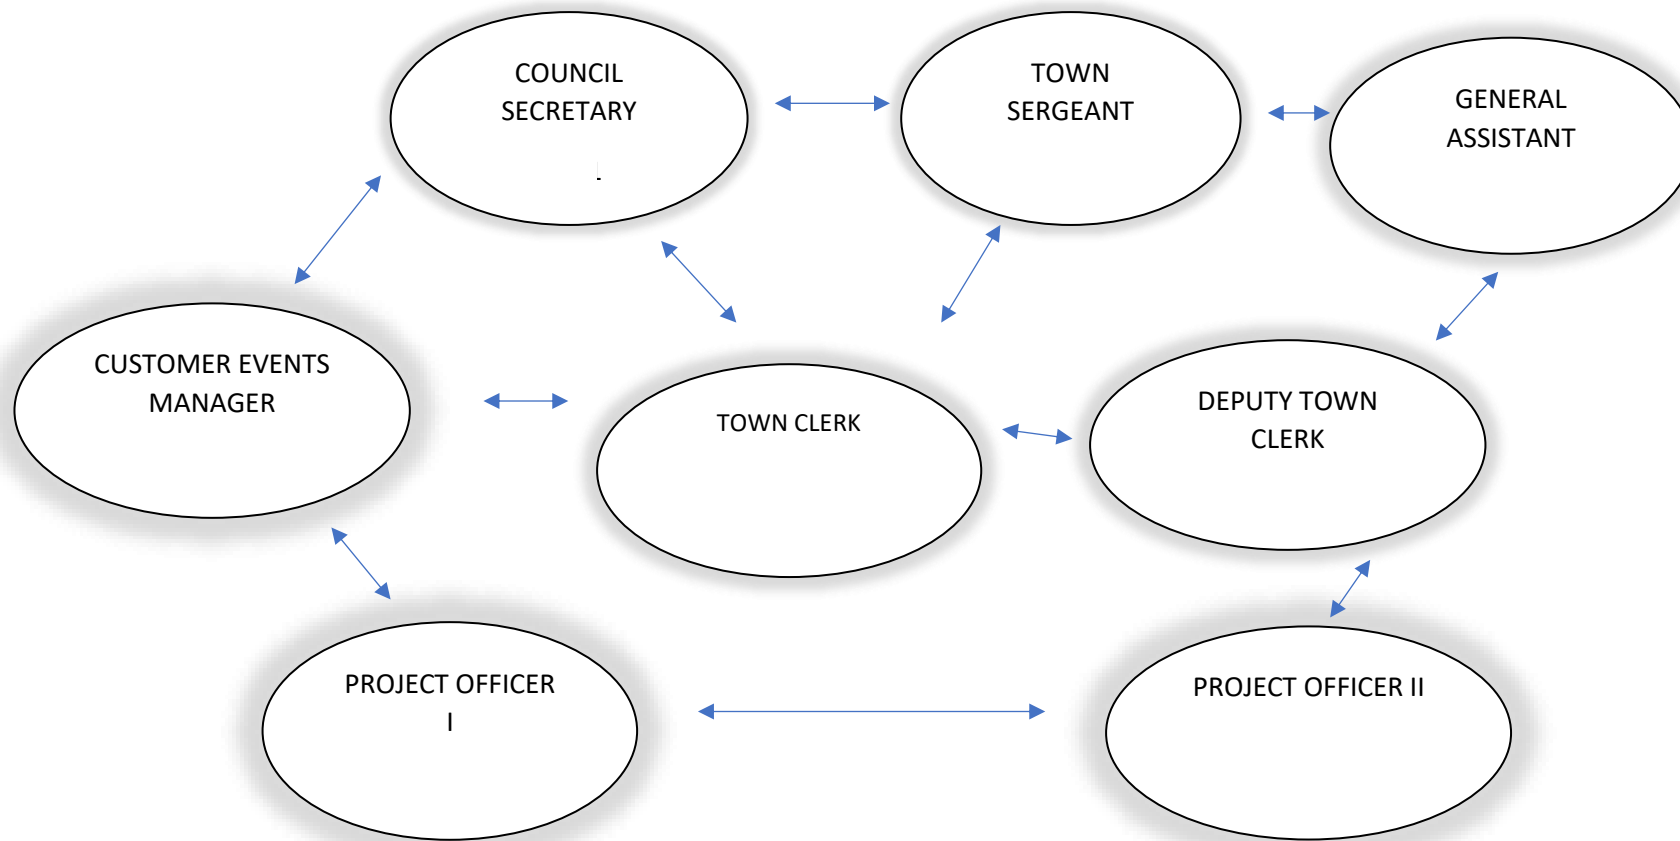 COUNCIL
SECRETARY
TOWN
SERGEANT
GENERAL
ASSISTANT
CUSTOMER EVENTS
MANAGER
TOWN CLERK
DEPUTY TOWN
CLERK
PROJECT OFFICER
I
PROJECT OFFICER II